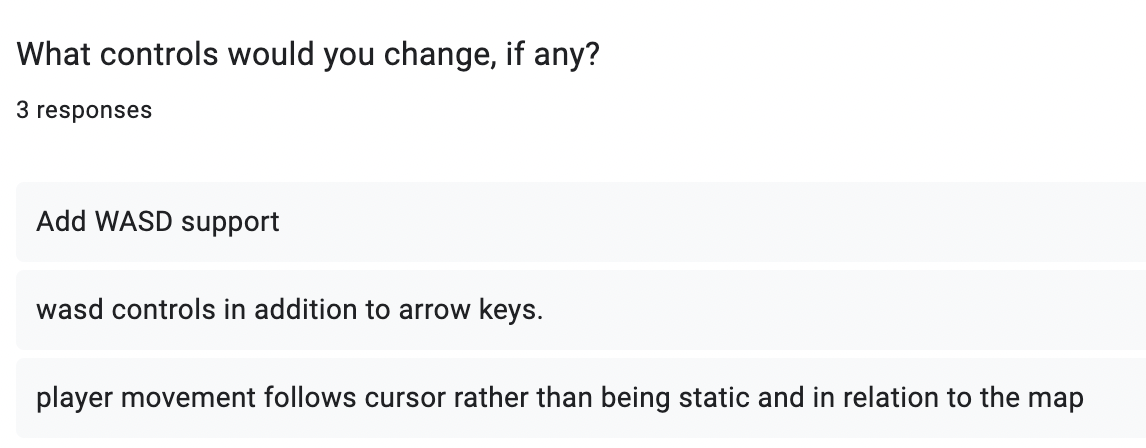 What controls would you change, if any?
3 responses
Add WASD support
wasd controls in addition to arrow keys.
player movement follows cursor rather than being static and in relation to the map